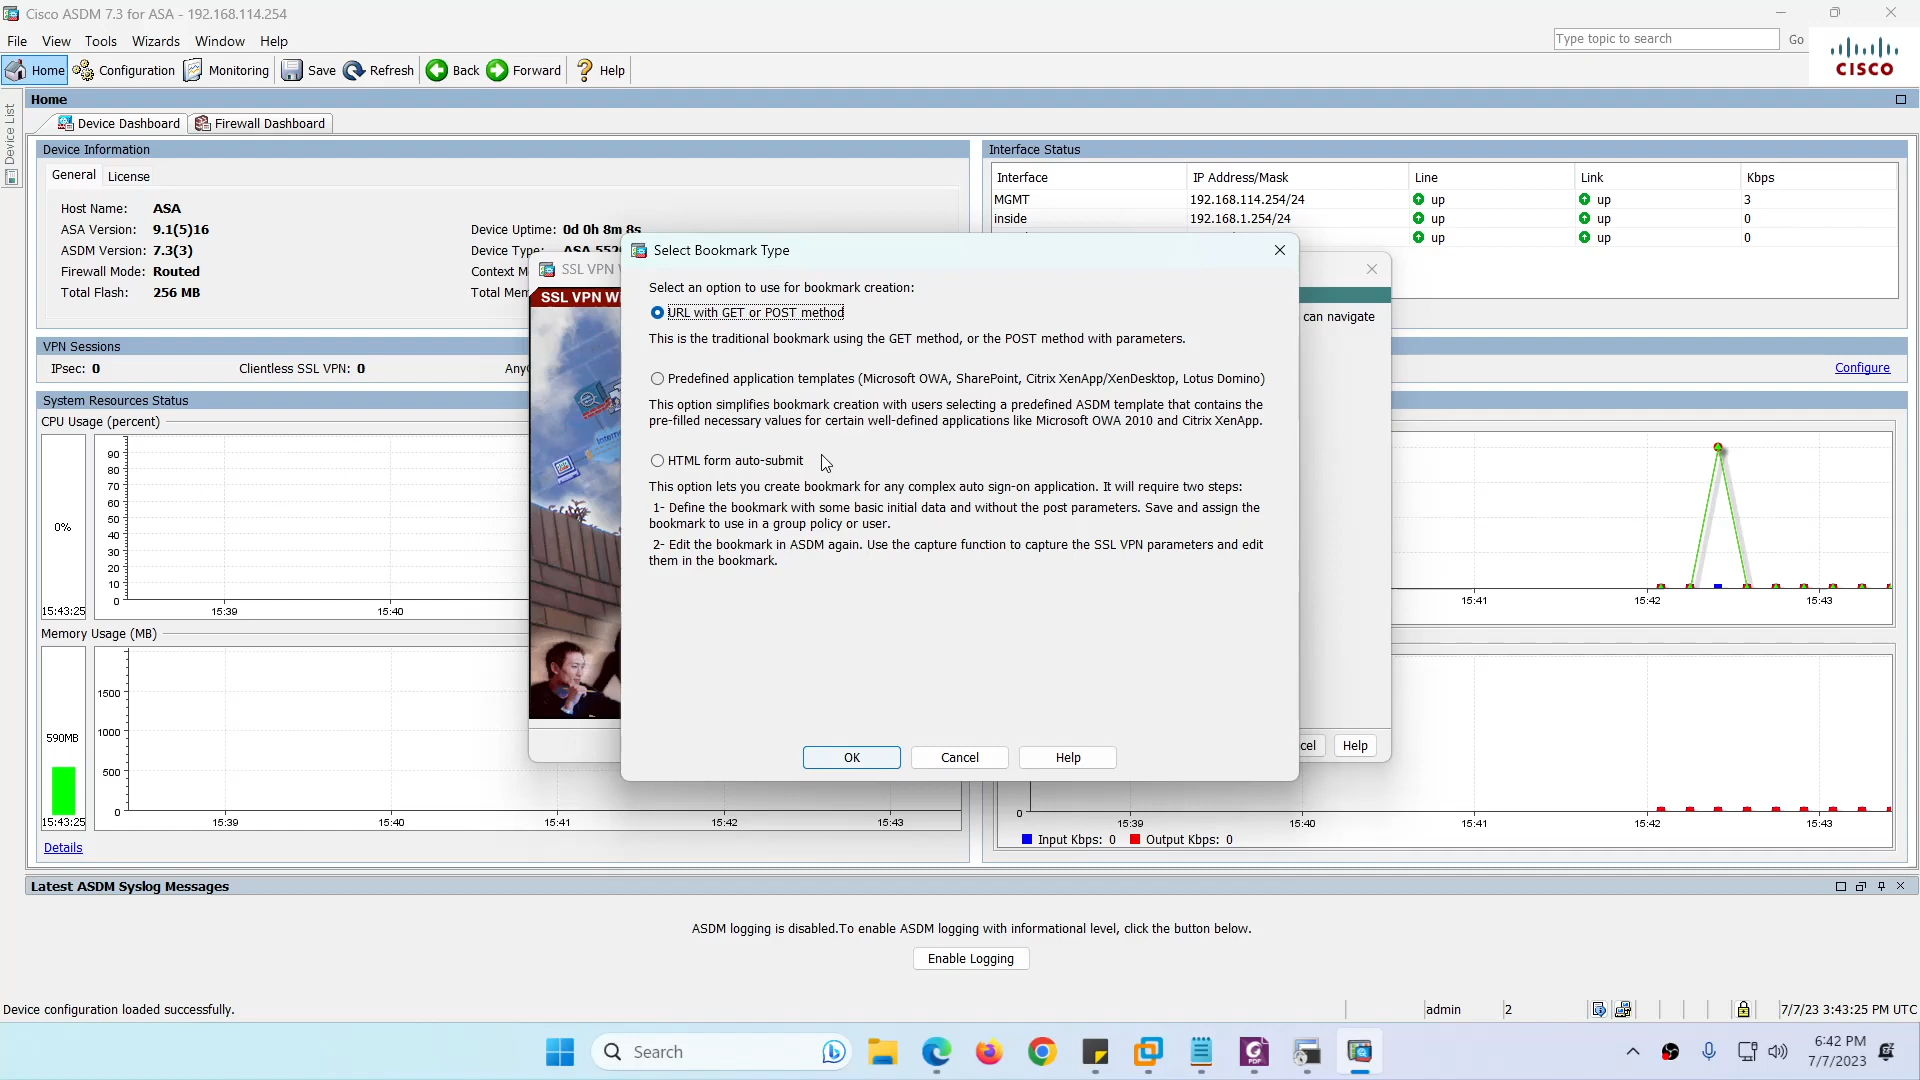 Cisco ASDM 7.3 for ASA - 192.168.114.254
File View Tools Wizards Window Help
Type topic to search Go
CISCO
Home Configuration Monitoring Save Refresh Back Forward Help
Device List
Home
Device Dashboard Firewall Dashboard
Device Information
General License
Host Name: ASA
ASA Version: 9.1(5)16
ASDM Version: 7.3(3)
Firewall Mode: Routed
Total Flash: 256 MB
Device Uptime: 0d 0h 8m 8s
Device Type: ASA 552
Context M
Total Mem
Interface Status
Interface IP Address/Mask Line Link Kbps
MGMT 192.168.114.254/24 up up 3
inside 192.168.1.254/24 up up 0
up up 0
VPN Sessions
IPsec: 0 Clientless SSL VPN: 0 Any
Configure
System Resources Status
CPU Usage (percent)
90
80
70
60
50
40
30
20
10
0
0%
15:43:25
15:39 15:40
Memory Usage (MB)
1500
1000
500
0
590MB
15:43:25
15:39 15:40 15:41 15:42 15:43
Details
SSL VPN W
SSL VPN Wi
can navigate
cel Help
Select Bookmark Type
Select an option to use for bookmark creation:
URL with GET or POST method
This is the traditional bookmark using the GET method, or the POST method with parameters.
Predefined application templates (Microsoft OWA, SharePoint, Citrix XenApp/XenDesktop, Lotus Domino)
This option simplifies bookmark creation with users selecting a predefined ASDM template that contains the
pre-filled necessary values for certain well-defined applications like Microsoft OWA 2010 and Citrix XenApp.
HTML form auto-submit
This option lets you create bookmark for any complex auto sign-on application. It will require two steps:
1- Define the bookmark with some basic initial data and without the post parameters. Save and assign the
bookmark to use in a group policy or user.
2- Edit the bookmark in ASDM again. Use the capture function to capture the SSL VPN parameters and edit
them in the bookmark.
OK Cancel Help
15:41 15:42 15:43
0
15:39 15:40 15:41 15:42 15:43
Input Kbps: 0 Output Kbps: 0
Latest ASDM Syslog Messages
ASDM logging is disabled.To enable ASDM logging with informational level, click the button below.
Enable Logging
Device configuration loaded successfully.
admin 2 7/7/23 3:43:25 PM UTC
Search
6:42 PM
7/7/2023